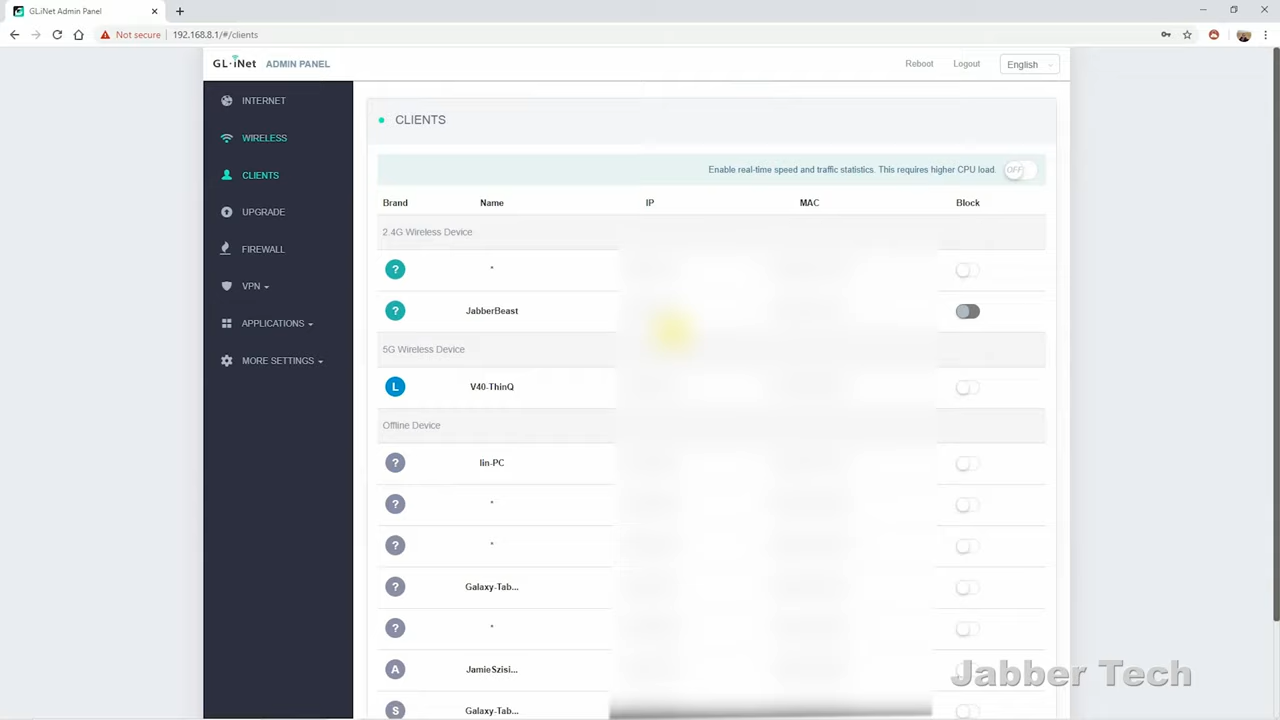 GL.iNet Admin Panel
Not secure 192.168.8.1/#/clients
GL·iNet ADMIN PANEL
Reboot
Logout
English
INTERNET
WIRELESS
CLIENTS
UPGRADE
FIREWALL
VPN
APPLICATIONS
MORE SETTINGS
CLIENTS
Enable real-time speed and traffic statistics. This requires higher CPU load.
OFF
Brand Name IP MAC Block
2.4G Wireless Device
? *
? JabberBeast
5G Wireless Device
L V40-ThinQ
Offline Device
? lin-PC
? *
? *
? Galaxy-Tab...
? *
A JamieSzisi...
S Galaxy-Tab...
Jabber Tech